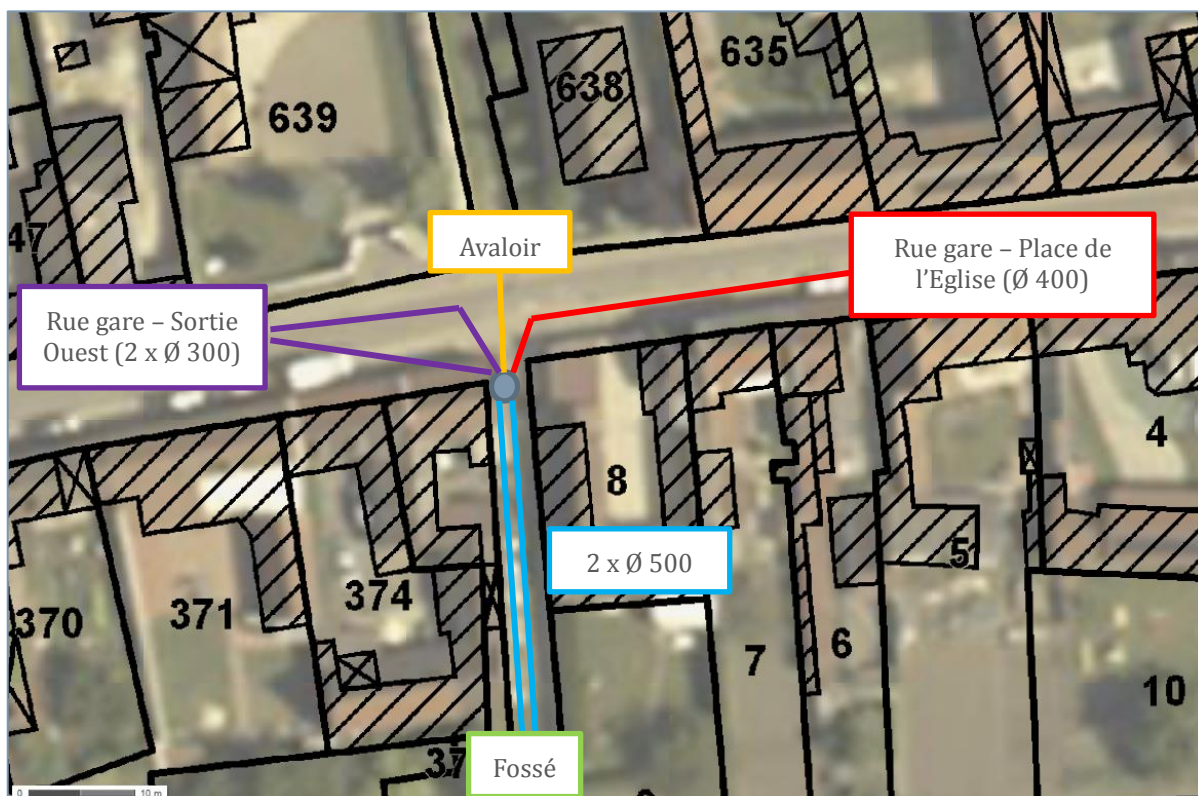 635
638
639
47
Avaloir
Rue gare – Place de
l'Eglise (Ø 400)
Rue gare – Sortie
Ouest (2 x Ø 300)
4
8
2 x Ø 500
5
374
371
370
6
7
10
37
Fossé
0 10 m